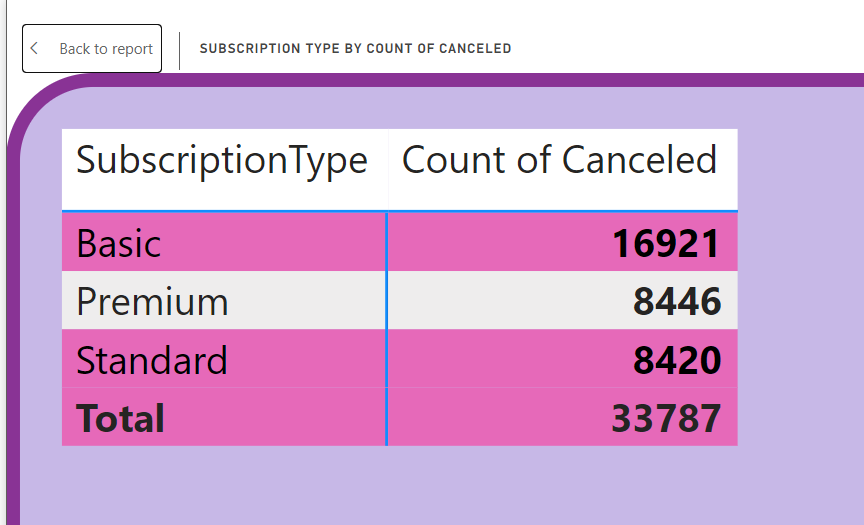 Back to report
SUBSCRIPTION TYPE BY COUNT OF CANCELED
SubscriptionType Count of Canceled
Basic 16921
Premium 8446
Standard 8420
Total 33787